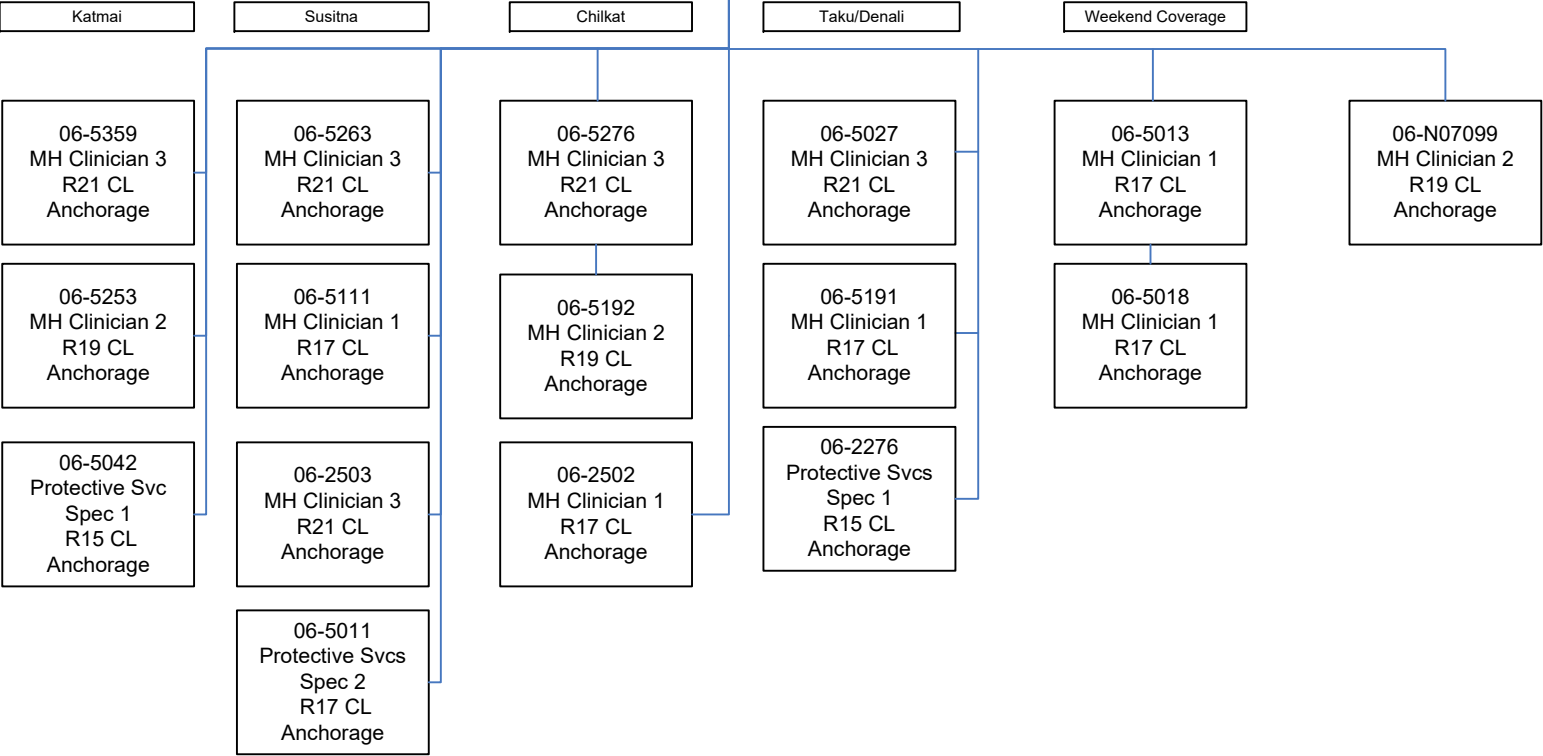 Katmai
Susitna
Chilkat
Taku/Denali
Weekend Coverage
06-5359
MH Clinician 3
R21 CL
Anchorage
06-5263
MH Clinician 3
R21 CL
Anchorage
06-5276
MH Clinician 3
R21 CL
Anchorage
06-5027
MH Clinician 3
R21 CL
Anchorage
06-5013
MH Clinician 1
R17 CL
Anchorage
06-N07099
MH Clinician 2
R19 CL
Anchorage
06-5253
MH Clinician 2
R19 CL
Anchorage
06-5111
MH Clinician 1
R17 CL
Anchorage
06-5192
MH Clinician 2
R19 CL
Anchorage
06-5191
MH Clinician 1
R17 CL
Anchorage
06-5018
MH Clinician 1
R17 CL
Anchorage
06-5042
Protective Svc
Spec 1
R15 CL
Anchorage
06-2503
MH Clinician 3
R21 CL
Anchorage
06-2502
MH Clinician 1
R17 CL
Anchorage
06-2276
Protective Svcs
Spec 1
R15 CL
Anchorage
06-5011
Protective Svcs
Spec 2
R17 CL
Anchorage